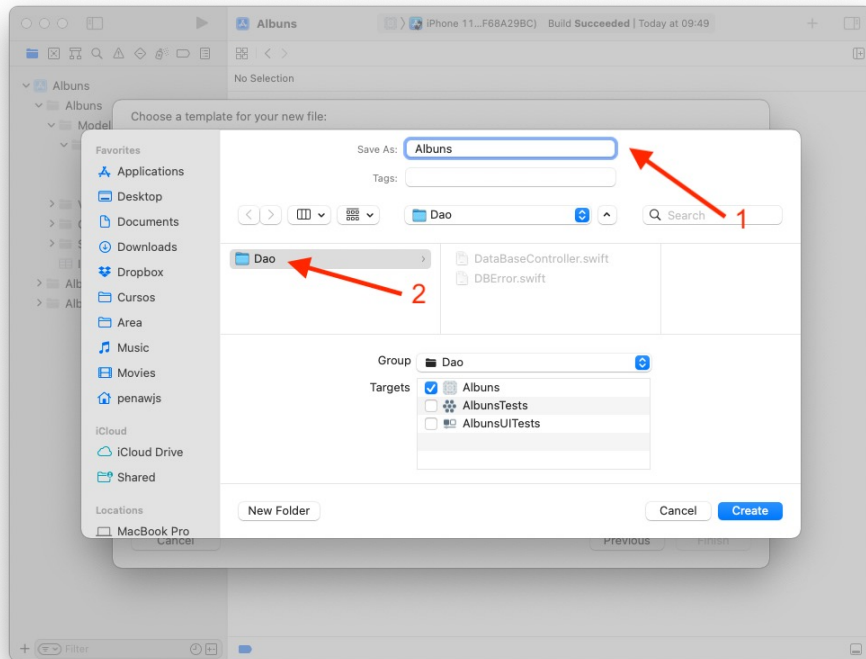 Albuns
iPhone 11...F68A29BC) Build Succeeded | Today at 09:49
No Selection
Albuns
Albuns
Model
Alb
Alb
Choose a template for your new file:
Favorites
Applications
Desktop
Documents
Downloads
Dropbox
Cursos
Area
Music
Movies
penawjs
iCloud
iCloud Drive
Shared
Locations
MacBook Pro
Save As: Albuns
Tags:
Dao
Search
1
Dao
2
DataBaseController.swift
DBError.swift
Group Dao
Targets Albuns
AlbunsTests
AlbunsUITests
New Folder
Cancel Create
Cancel Previous Finish
Filter